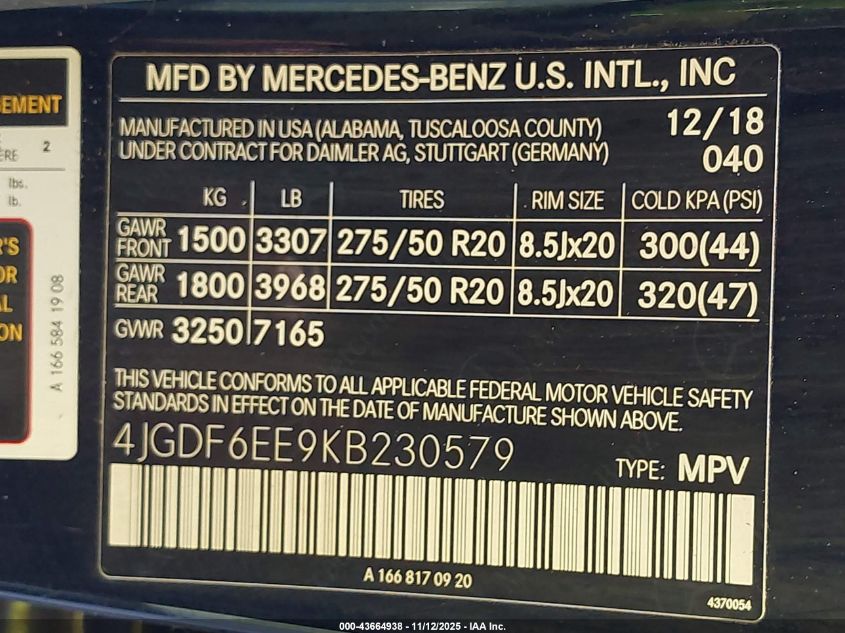 MFD BY MERCEDES-BENZ U.S. INTL., INC
MANUFACTURED IN USA (ALABAMA, TUSCALOOSA COUNTY) 12/18
UNDER CONTRACT FOR DAIMLER AG, STUTTGART (GERMANY) 040
KG LB TIRES RIM SIZE COLD KPA (PSI)
GAWR FRONT 1500 3307 275/50 R20 8.5Jx20 300(44)
GAWR REAR 1800 3968 275/50 R20 8.5Jx20 320(47)
GVWR 3250 7165
THIS VEHICLE CONFORMS TO ALL APPLICABLE FEDERAL MOTOR VEHICLE SAFETY
STANDARDS IN EFFECT ON THE DATE OF MANUFACTURE SHOWN ABOVE.
4JGDF6EE9KB230579 TYPE: MPV
A 166 817 09 20
4370054
2
lbs.
lb.
A 166 584 19 08
000-43664938 - 11/12/2025 - IAA Inc.